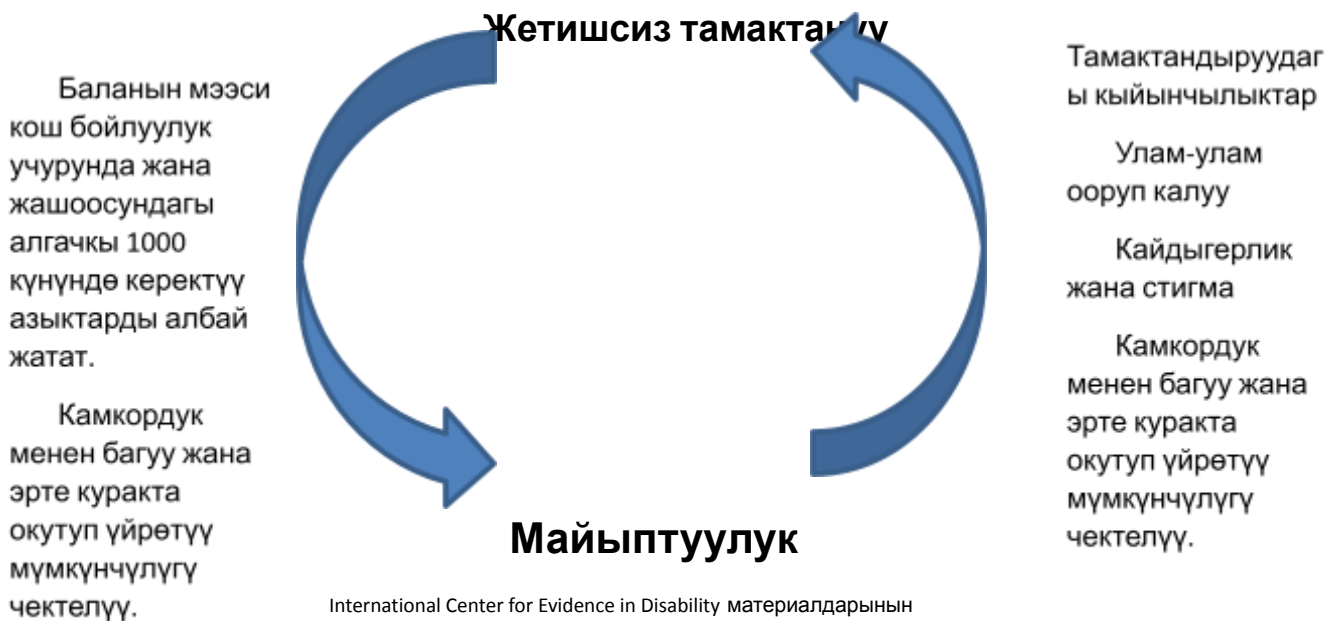 Жетишсиз тамактануу
Баланын мээси
кош бойлуулук
учурунда жана
жашоосундагы
алгачкы 1000
күнүндө керектүү
азыктарды албай
жатат.
Камкордук
менен багуу жана
эрте куракта
окутуп үйрөтүү
мүмкүнчүлүгү
чектелүү.
Тамактандыруудаг
ы кыйынчылыктар
Улам-улам
ооруп калуу
Кайдыгерлик
жана стигма
Камкордук
менен багуу жана
эрте куракта
окутуп үйрөтүү
мүмкүнчүлүгү
чектелүү.
Майыптуулук
International Center for Evidence in Disability материалдарынын